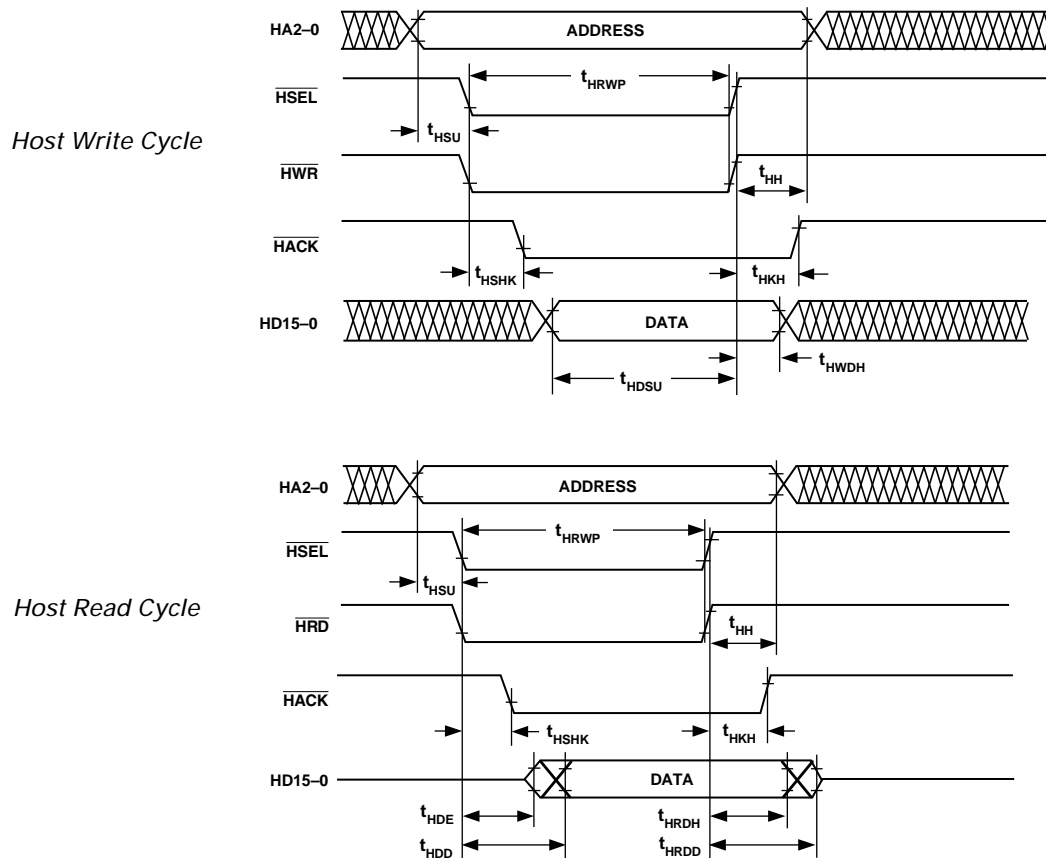 HA2–0
ADDRESS
tHRWP
HSEL
tHSU
Host Write Cycle
HWR
tHH
HACK
tHSHK
tHKH
HD15–0
DATA
tHWDH
tHDSU
HA2–0
ADDRESS
tHRWP
HSEL
tHSU
Host Read Cycle
HRD
tHH
HACK
tHSHK
tHKH
HD15–0
DATA
tHDE
tHRDH
tHDD
tHRDD